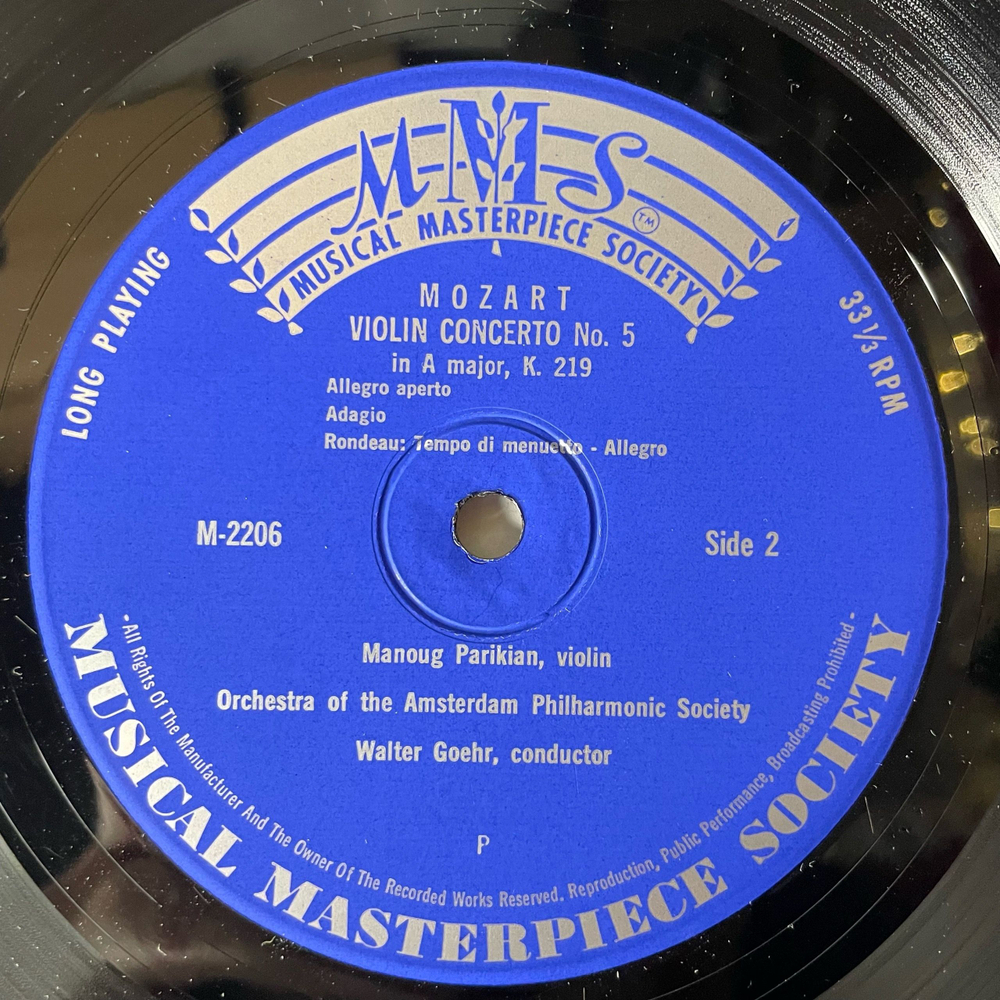 MMS
TM
MUSICAL MASTERPIECE SOCIETY
LONG PLAYING
33 1/3 RPM
MOZART
VIOLIN CONCERTO No. 5
in A major, K. 219
Allegro aperto
Adagio
Rondeau: Tempo di menuetto - Allegro
M-2206
Side 2
Manoug Parikian, violin
Orchestra of the Amsterdam Philharmonic Society
Walter Goehr, conductor
P
-All Rights Of The Manufacturer And The Owner Of The Recorded Works Reserved. Reproduction, Public Performance, Broadcasting Prohibited-
MUSICAL MASTERPIECE SOCIETY